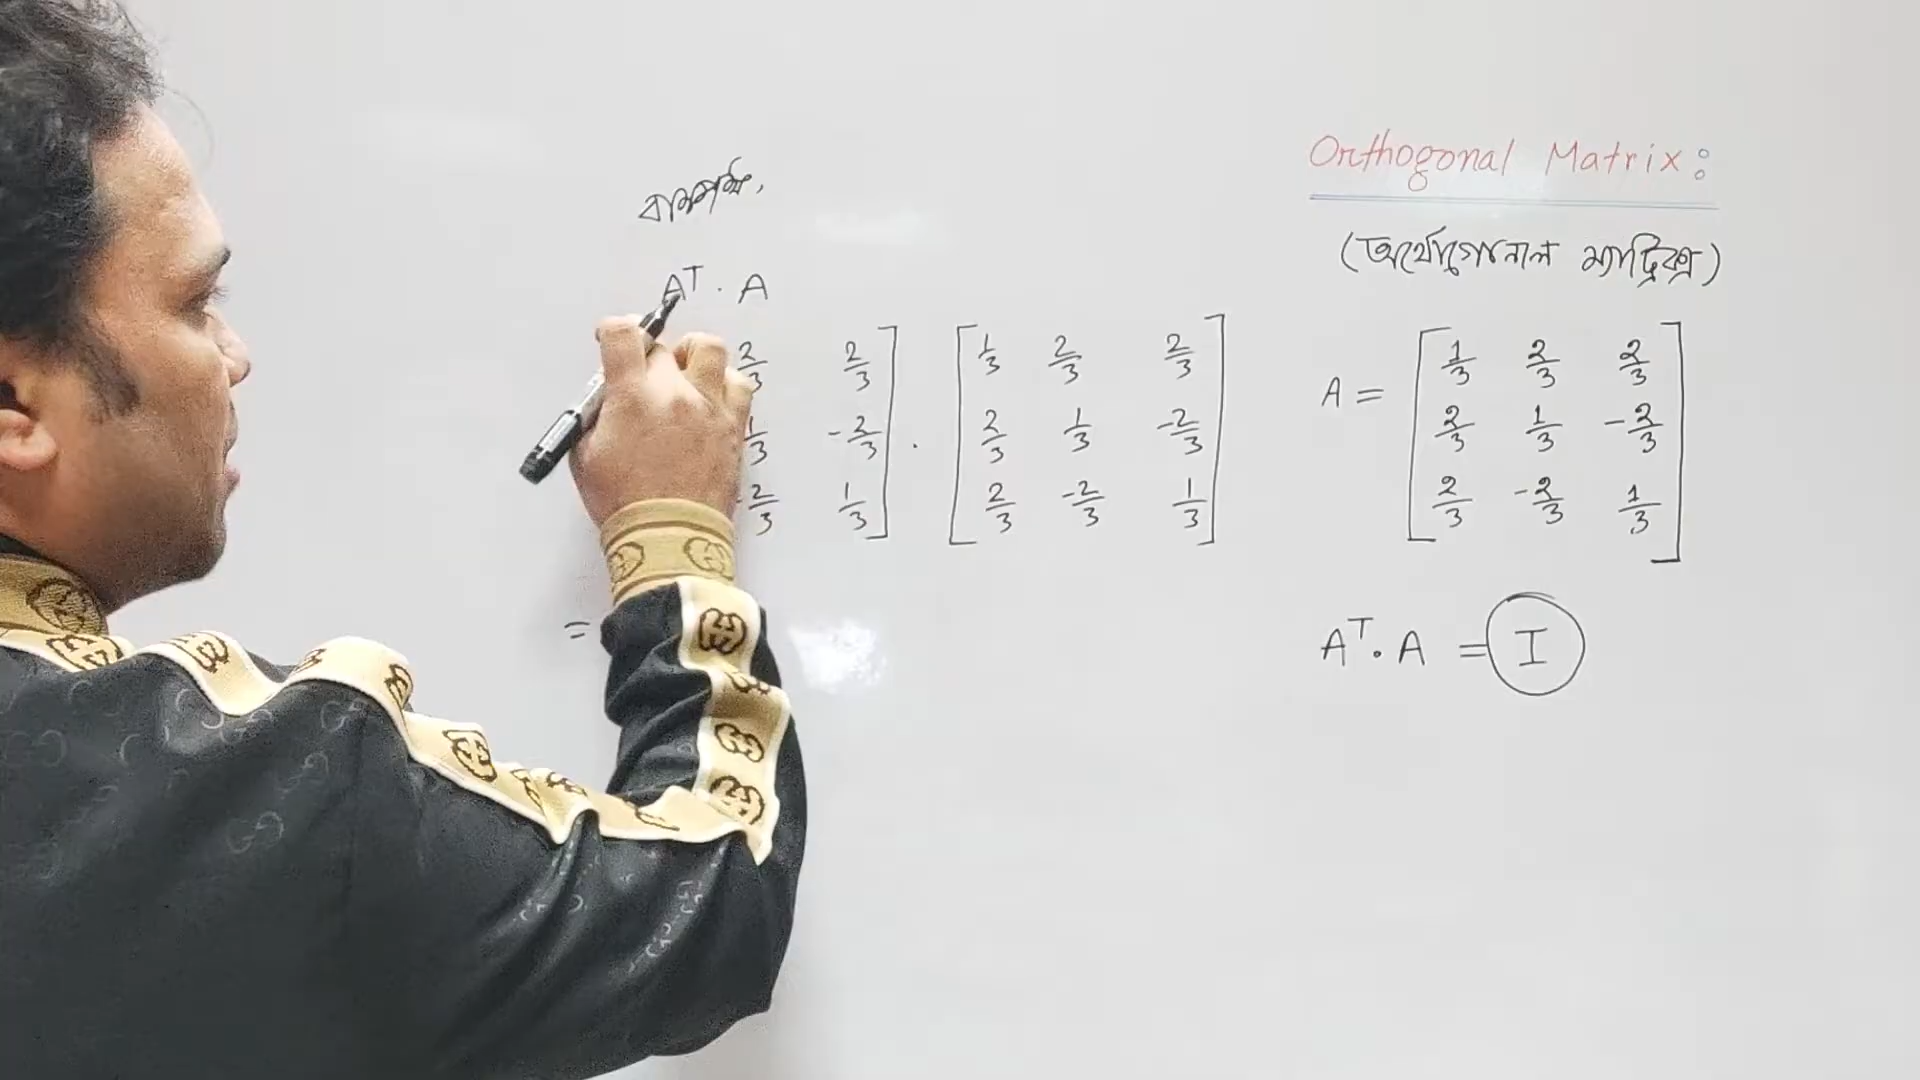 বামপক্ষ,
Aᵀ · A
2/3 2/3
1/3 -2/3
-2/3 1/3
·
1/3 2/3 2/3
2/3 1/3 -2/3
2/3 -2/3 1/3
=
Orthogonal Matrix:
(অর্থোগোনাল ম্যাট্রিক্স)
A =
1/3 2/3 2/3
2/3 1/3 -2/3
2/3 -2/3 1/3
Aᵀ · A = I